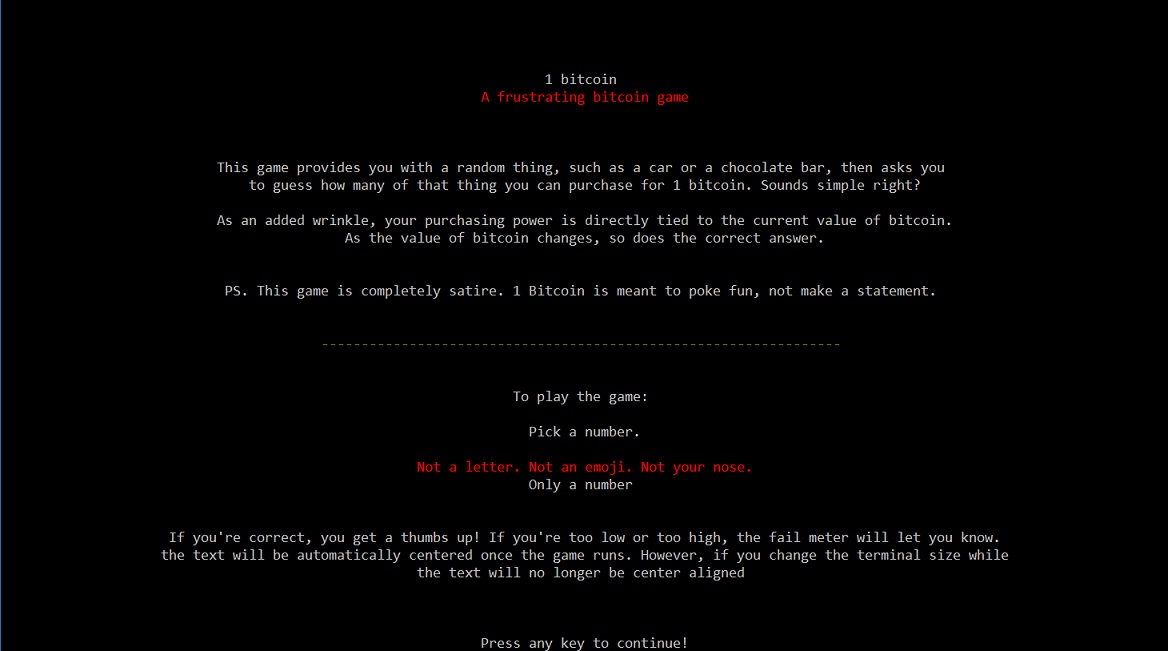 1 bitcoin
A frustrating bitcoin game
This game provides you with a random thing, such as a car or a chocolate bar, then asks you
to guess how many of that thing you can purchase for 1 bitcoin. Sounds simple right?
As an added wrinkle, your purchasing power is directly tied to the current value of bitcoin.
As the value of bitcoin changes, so does the correct answer.
PS. This game is completely satire. 1 Bitcoin is meant to poke fun, not make a statement.
-----------------------------------------------------------------
To play the game:
Pick a number.
Not a letter. Not an emoji. Not your nose.
Only a number
If you're correct, you get a thumbs up! If you're too low or too high, the fail meter will let you know.
the text will be automatically centered once the game runs. However, if you change the terminal size while
the text will no longer be center aligned
Press any key to continue!